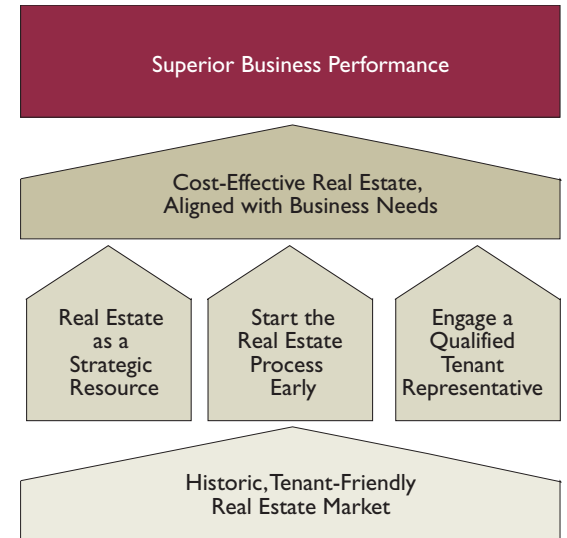 Superior Business Performance
Cost-Effective Real Estate,
Aligned with Business Needs
Real Estate
as a
Strategic
Resource
Start the
Real Estate
Process
Early
Engage a
Qualified
Tenant
Representative
Historic, Tenant-Friendly
Real Estate Market